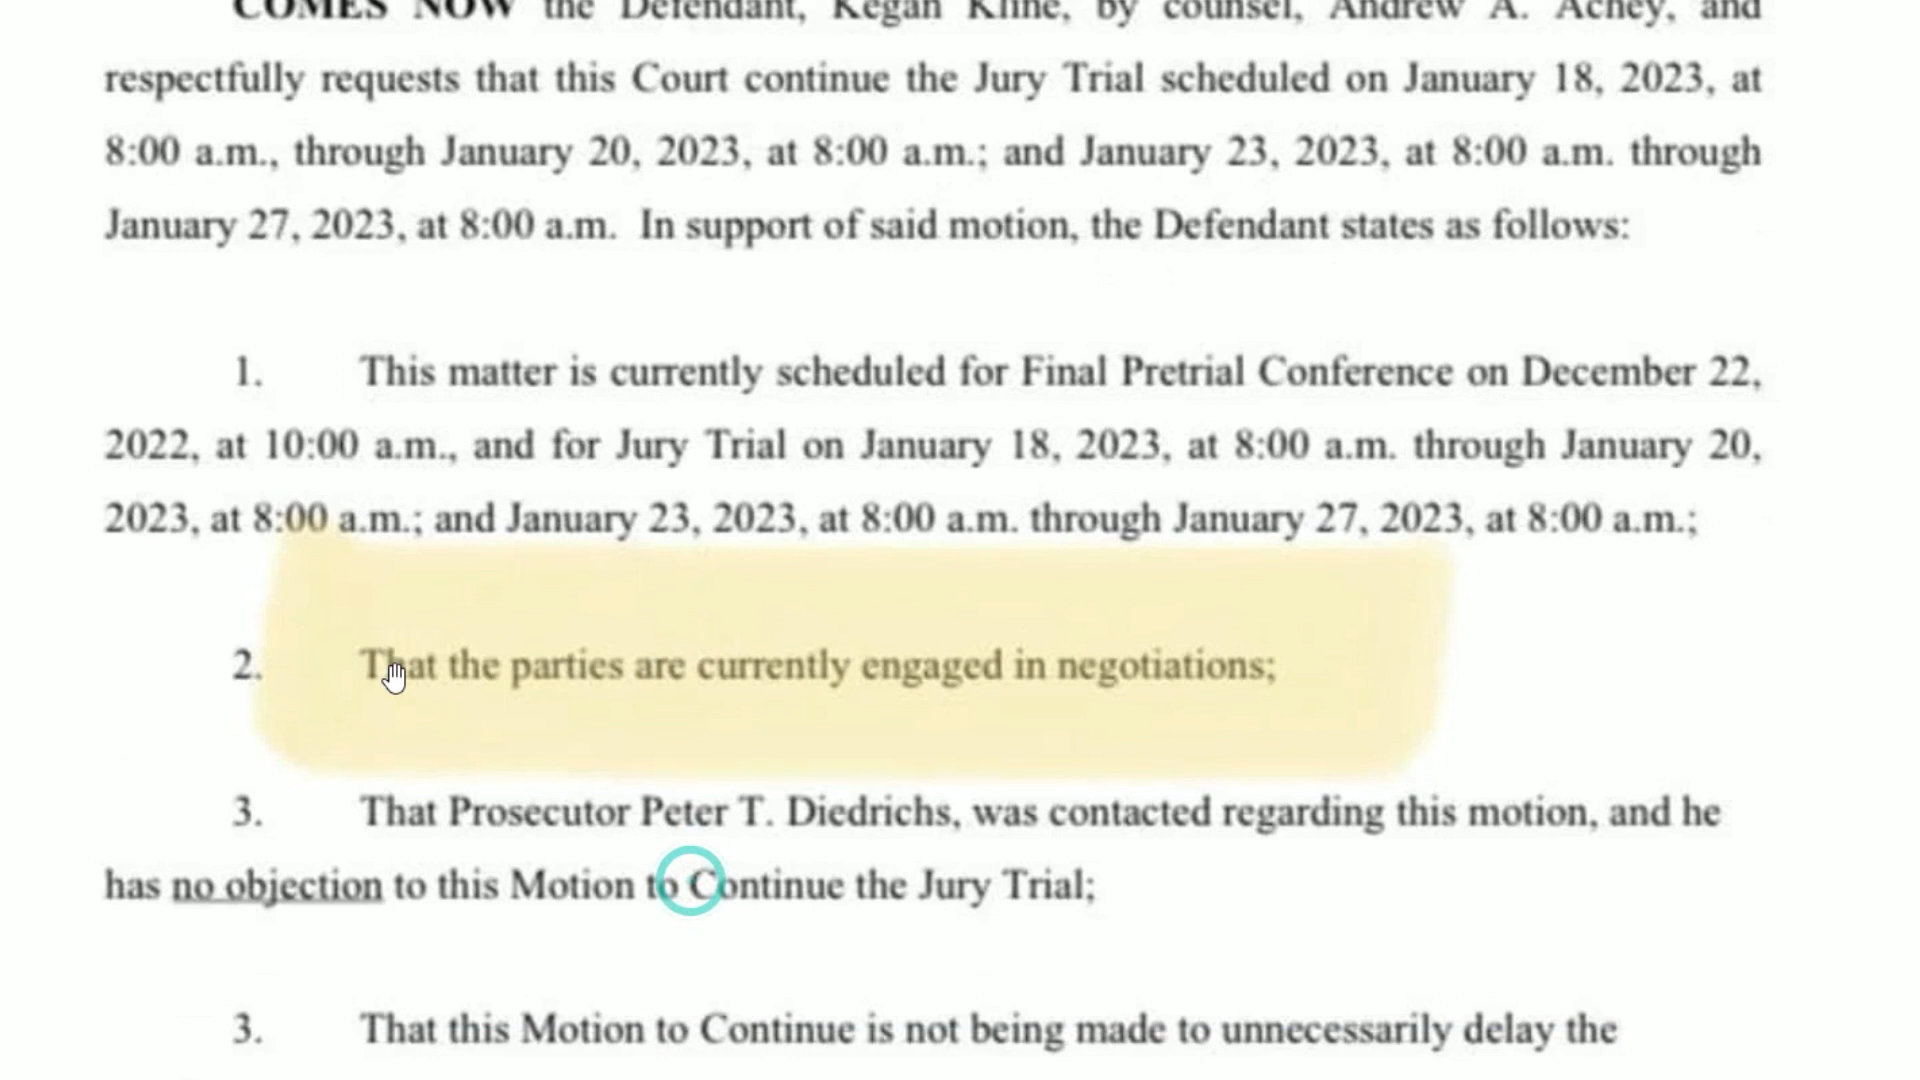 COMES NOW the Defendant, Kegan Kline, by counsel, Andrew A. Achey, and
respectfully requests that this Court continue the Jury Trial scheduled on January 18, 2023, at
8:00 a.m., through January 20, 2023, at 8:00 a.m.; and January 23, 2023, at 8:00 a.m. through
January 27, 2023, at 8:00 a.m. In support of said motion, the Defendant states as follows:
1. This matter is currently scheduled for Final Pretrial Conference on December 22,
2022, at 10:00 a.m., and for Jury Trial on January 18, 2023, at 8:00 a.m. through January 20,
2023, at 8:00 a.m.; and January 23, 2023, at 8:00 a.m. through January 27, 2023, at 8:00 a.m.;
2. That the parties are currently engaged in negotiations;
3. That Prosecutor Peter T. Diedrichs, was contacted regarding this motion, and he
has no objection to this Motion to Continue the Jury Trial;
3. That this Motion to Continue is not being made to unnecessarily delay the